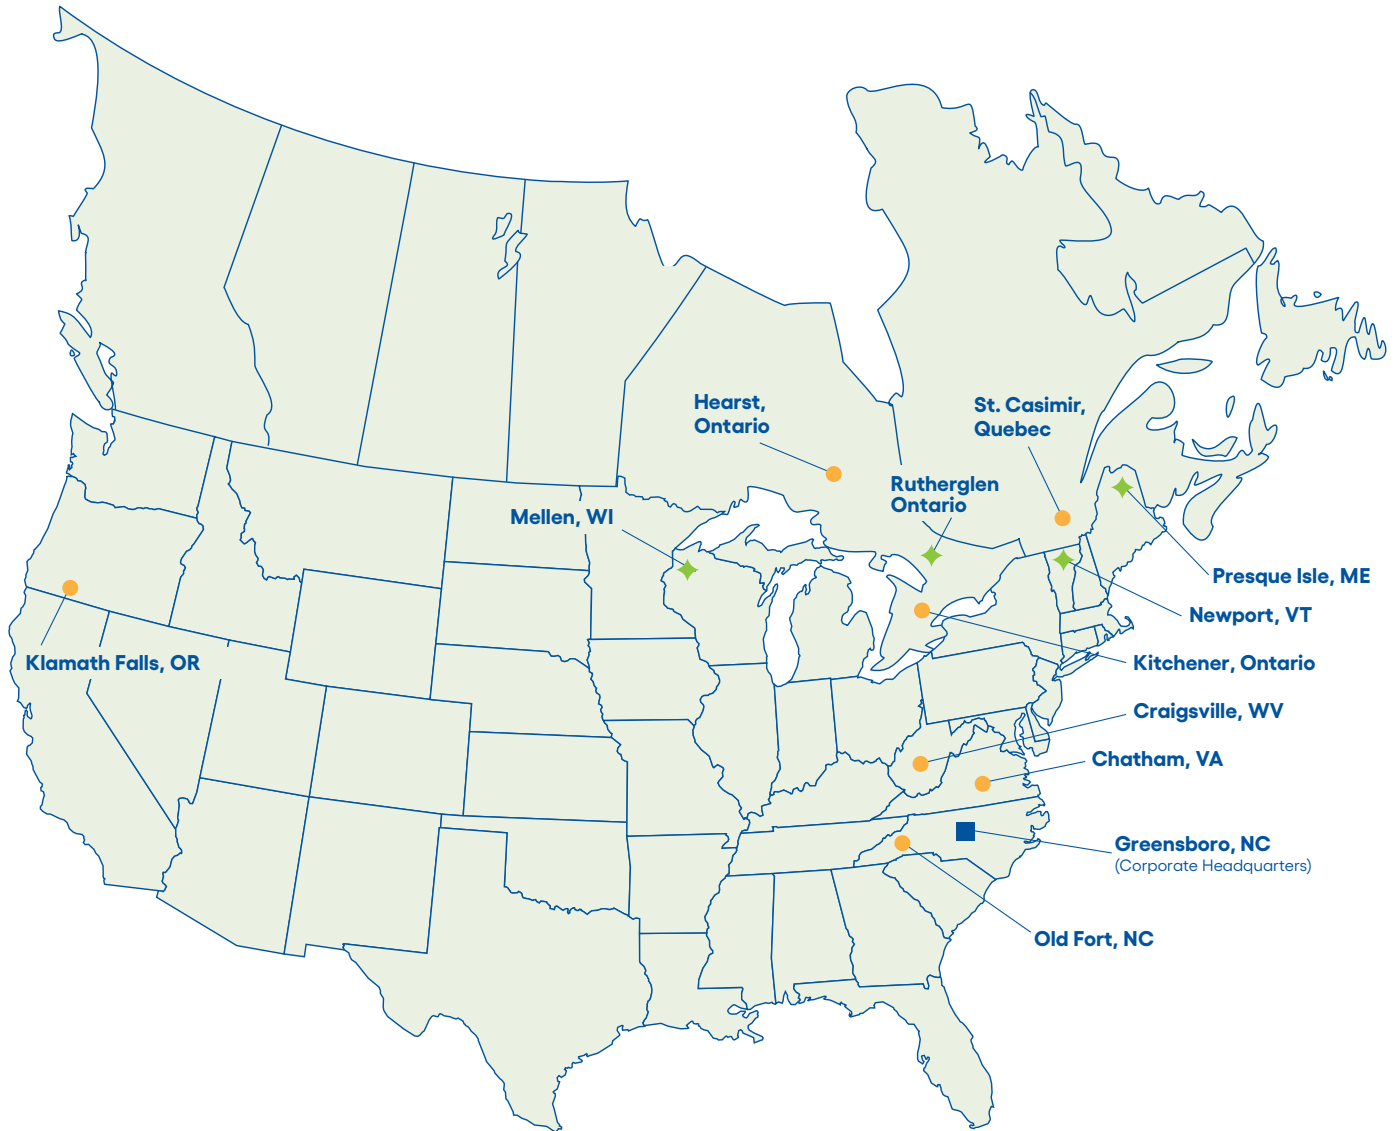 Hearst,
Ontario
St. Casimir,
Quebec
Rutherglen
Ontario
Mellen, WI
Presque Isle, ME
Newport, VT
Klamath Falls, OR
Kitchener, Ontario
Craigsville, WV
Chatham, VA
Greensboro, NC
(Corporate Headquarters)
Old Fort, NC